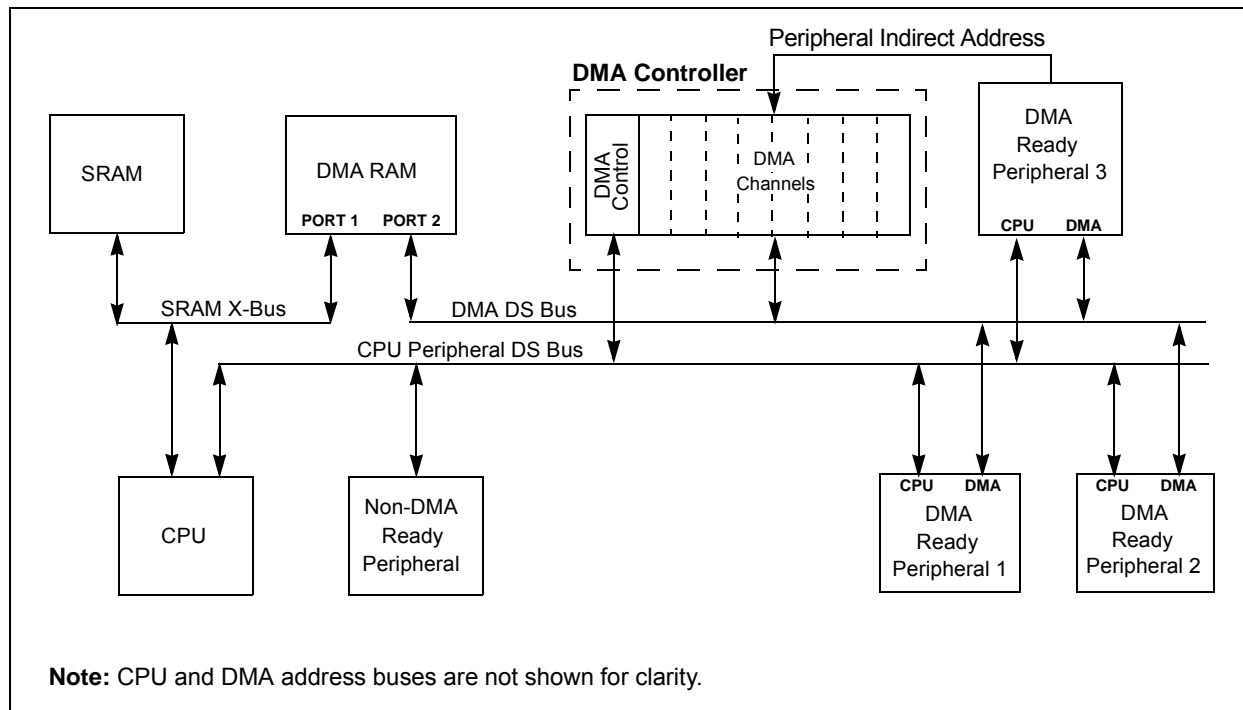 Peripheral Indirect Address
DMA Controller
SRAM
DMA RAM
PORT 1 PORT 2
DMA
Control
DMA
Channels
DMA
Ready
Peripheral 3
CPU DMA
SRAM X-Bus
DMA DS Bus
CPU Peripheral DS Bus
CPU
Non-DMA
Ready
Peripheral
CPU DMA
DMA
Ready
Peripheral 1
CPU DMA
DMA
Ready
Peripheral 2
Note: CPU and DMA address buses are not shown for clarity.